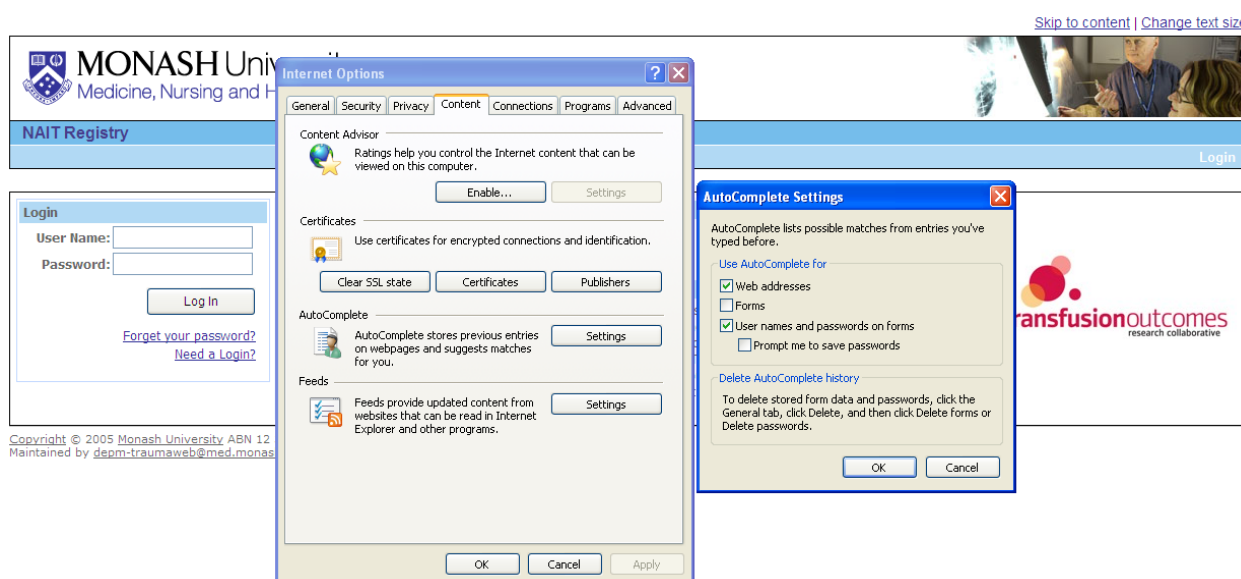 Skip to content | Change text size
MONASH Univ
Medicine, Nursing and H
NAIT Registry
Login
Login
User Name:
Password:
Log In
Forget your password?
Need a Login?
Copyright © 2005 Monash University ABN 12
Maintained by depm-traumaweb@med.monas
Internet Options
General Security Privacy Content Connections Programs Advanced
Content Advisor
Ratings help you control the Internet content that can be
viewed on this computer.
Enable... Settings
Certificates
Use certificates for encrypted connections and identification.
Clear SSL state Certificates Publishers
AutoComplete
AutoComplete stores previous entries
on webpages and suggests matches
for you.
Settings
Feeds
Feeds provide updated content from
websites that can be read in Internet
Explorer and other programs.
Settings
OK Cancel Apply
AutoComplete Settings
AutoComplete lists possible matches from entries you've
typed before.
Use AutoComplete for
Web addresses
Forms
User names and passwords on forms
Prompt me to save passwords
Delete AutoComplete history
To delete stored form data and passwords, click the
General tab, click Delete, and then click Delete forms or
Delete passwords.
OK Cancel
ransfusionoutcomes
research collaborative